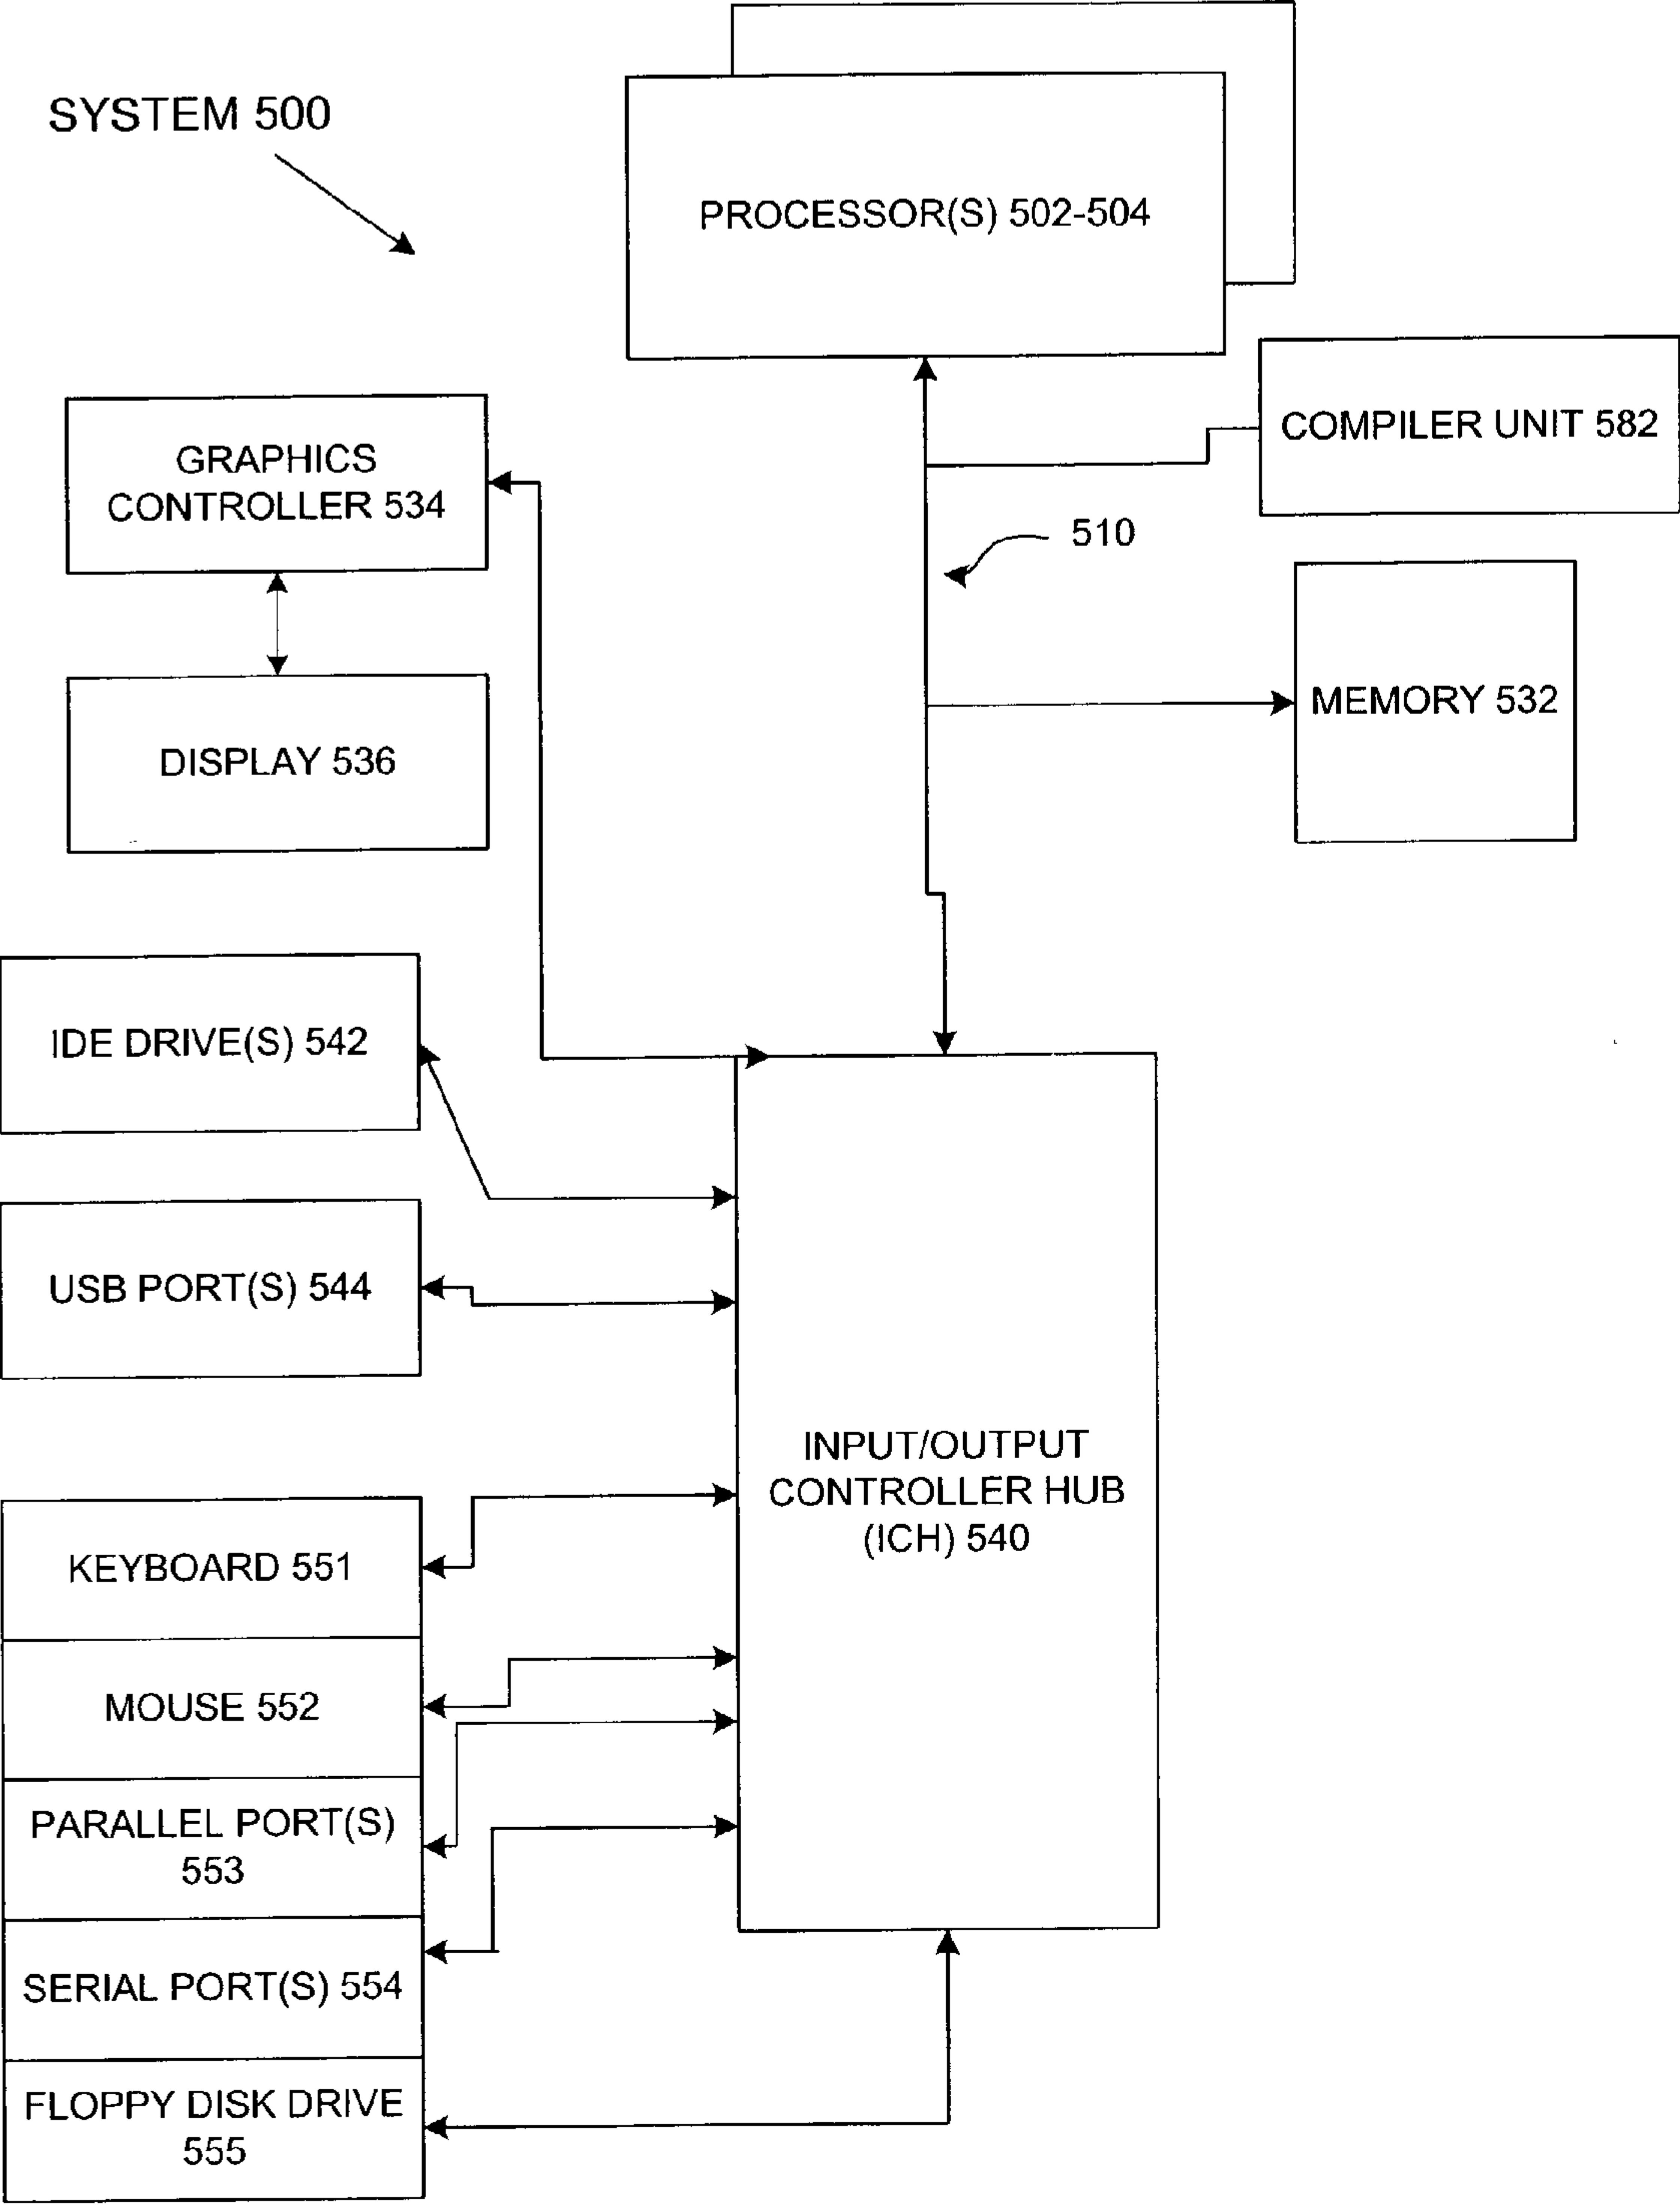 SYSTEM 500
PROCESSOR(S) 502-504
COMPILER UNIT 582
GRAPHICS
CONTROLLER 534
510
MEMORY 532
DISPLAY 536
IDE DRIVE(S) 542
USB PORT(S) 544
INPUT/OUTPUT
CONTROLLER HUB
(ICH) 540
KEYBOARD 551
MOUSE 552
PARALLEL PORT(S)
553
SERIAL PORT(S) 554
FLOPPY DISK DRIVE
555